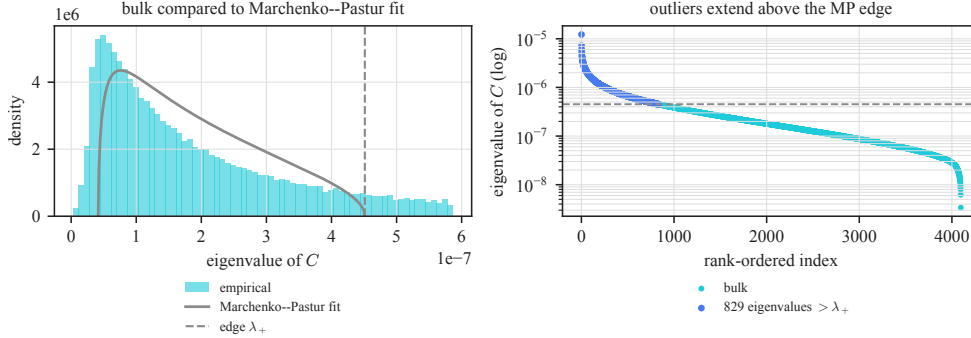 bulk compared to Marchenko--Pastur fit
1e6
density
4
2
0
0
1
2
3
4
5
6
eigenvalue of C
1e−7
empirical
Marchenko--Pastur fit
edge λ₊
outliers extend above the MP edge
eigenvalue of C (log)
10⁻⁵
10⁻⁶
10⁻⁷
10⁻⁸
0
1000
2000
3000
4000
rank-ordered index
bulk
829 eigenvalues > λ₊